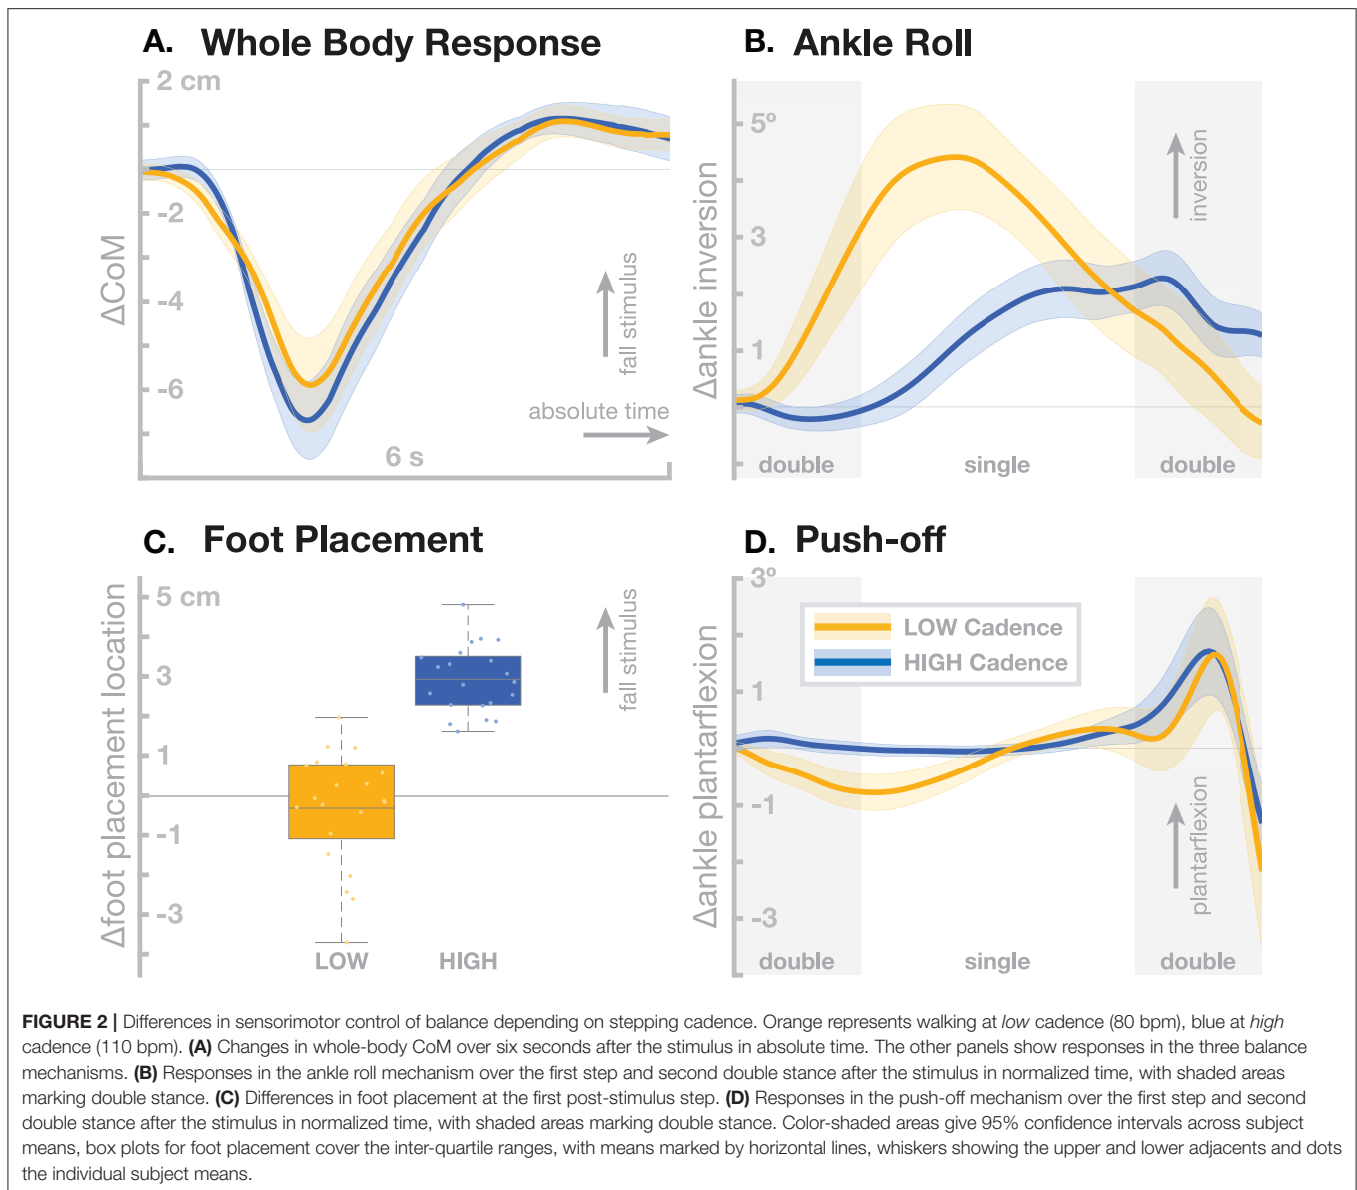 A. Whole Body Response
2 cm
-2
-4
-6
ΔCoM
fall stimulus
absolute time
6 s
B. Ankle Roll
5º
3
1
Δankle inversion
inversion
double
single
double
C. Foot Placement
5 cm
3
1
-1
-3
Δfoot placement location
fall stimulus
LOW
HIGH
D. Push-off
3º
1
-1
-3
Δankle plantarflexion
LOW Cadence
HIGH Cadence
plantarflexion
double
single
double
FIGURE 2 | Differences in sensorimotor control of balance depending on stepping cadence. Orange represents walking at low cadence (80 bpm), blue at high
cadence (110 bpm). (A) Changes in whole-body CoM over six seconds after the stimulus in absolute time. The other panels show responses in the three balance
mechanisms. (B) Responses in the ankle roll mechanism over the first step and second double stance after the stimulus in normalized time, with shaded areas
marking double stance. (C) Differences in foot placement at the first post-stimulus step. (D) Responses in the push-off mechanism over the first step and second
double stance after the stimulus in normalized time, with shaded areas marking double stance. Color-shaded areas give 95% confidence intervals across subject
means, box plots for foot placement cover the inter-quartile ranges, with means marked by horizontal lines, whiskers showing the upper and lower adjacents and dots
the individual subject means.